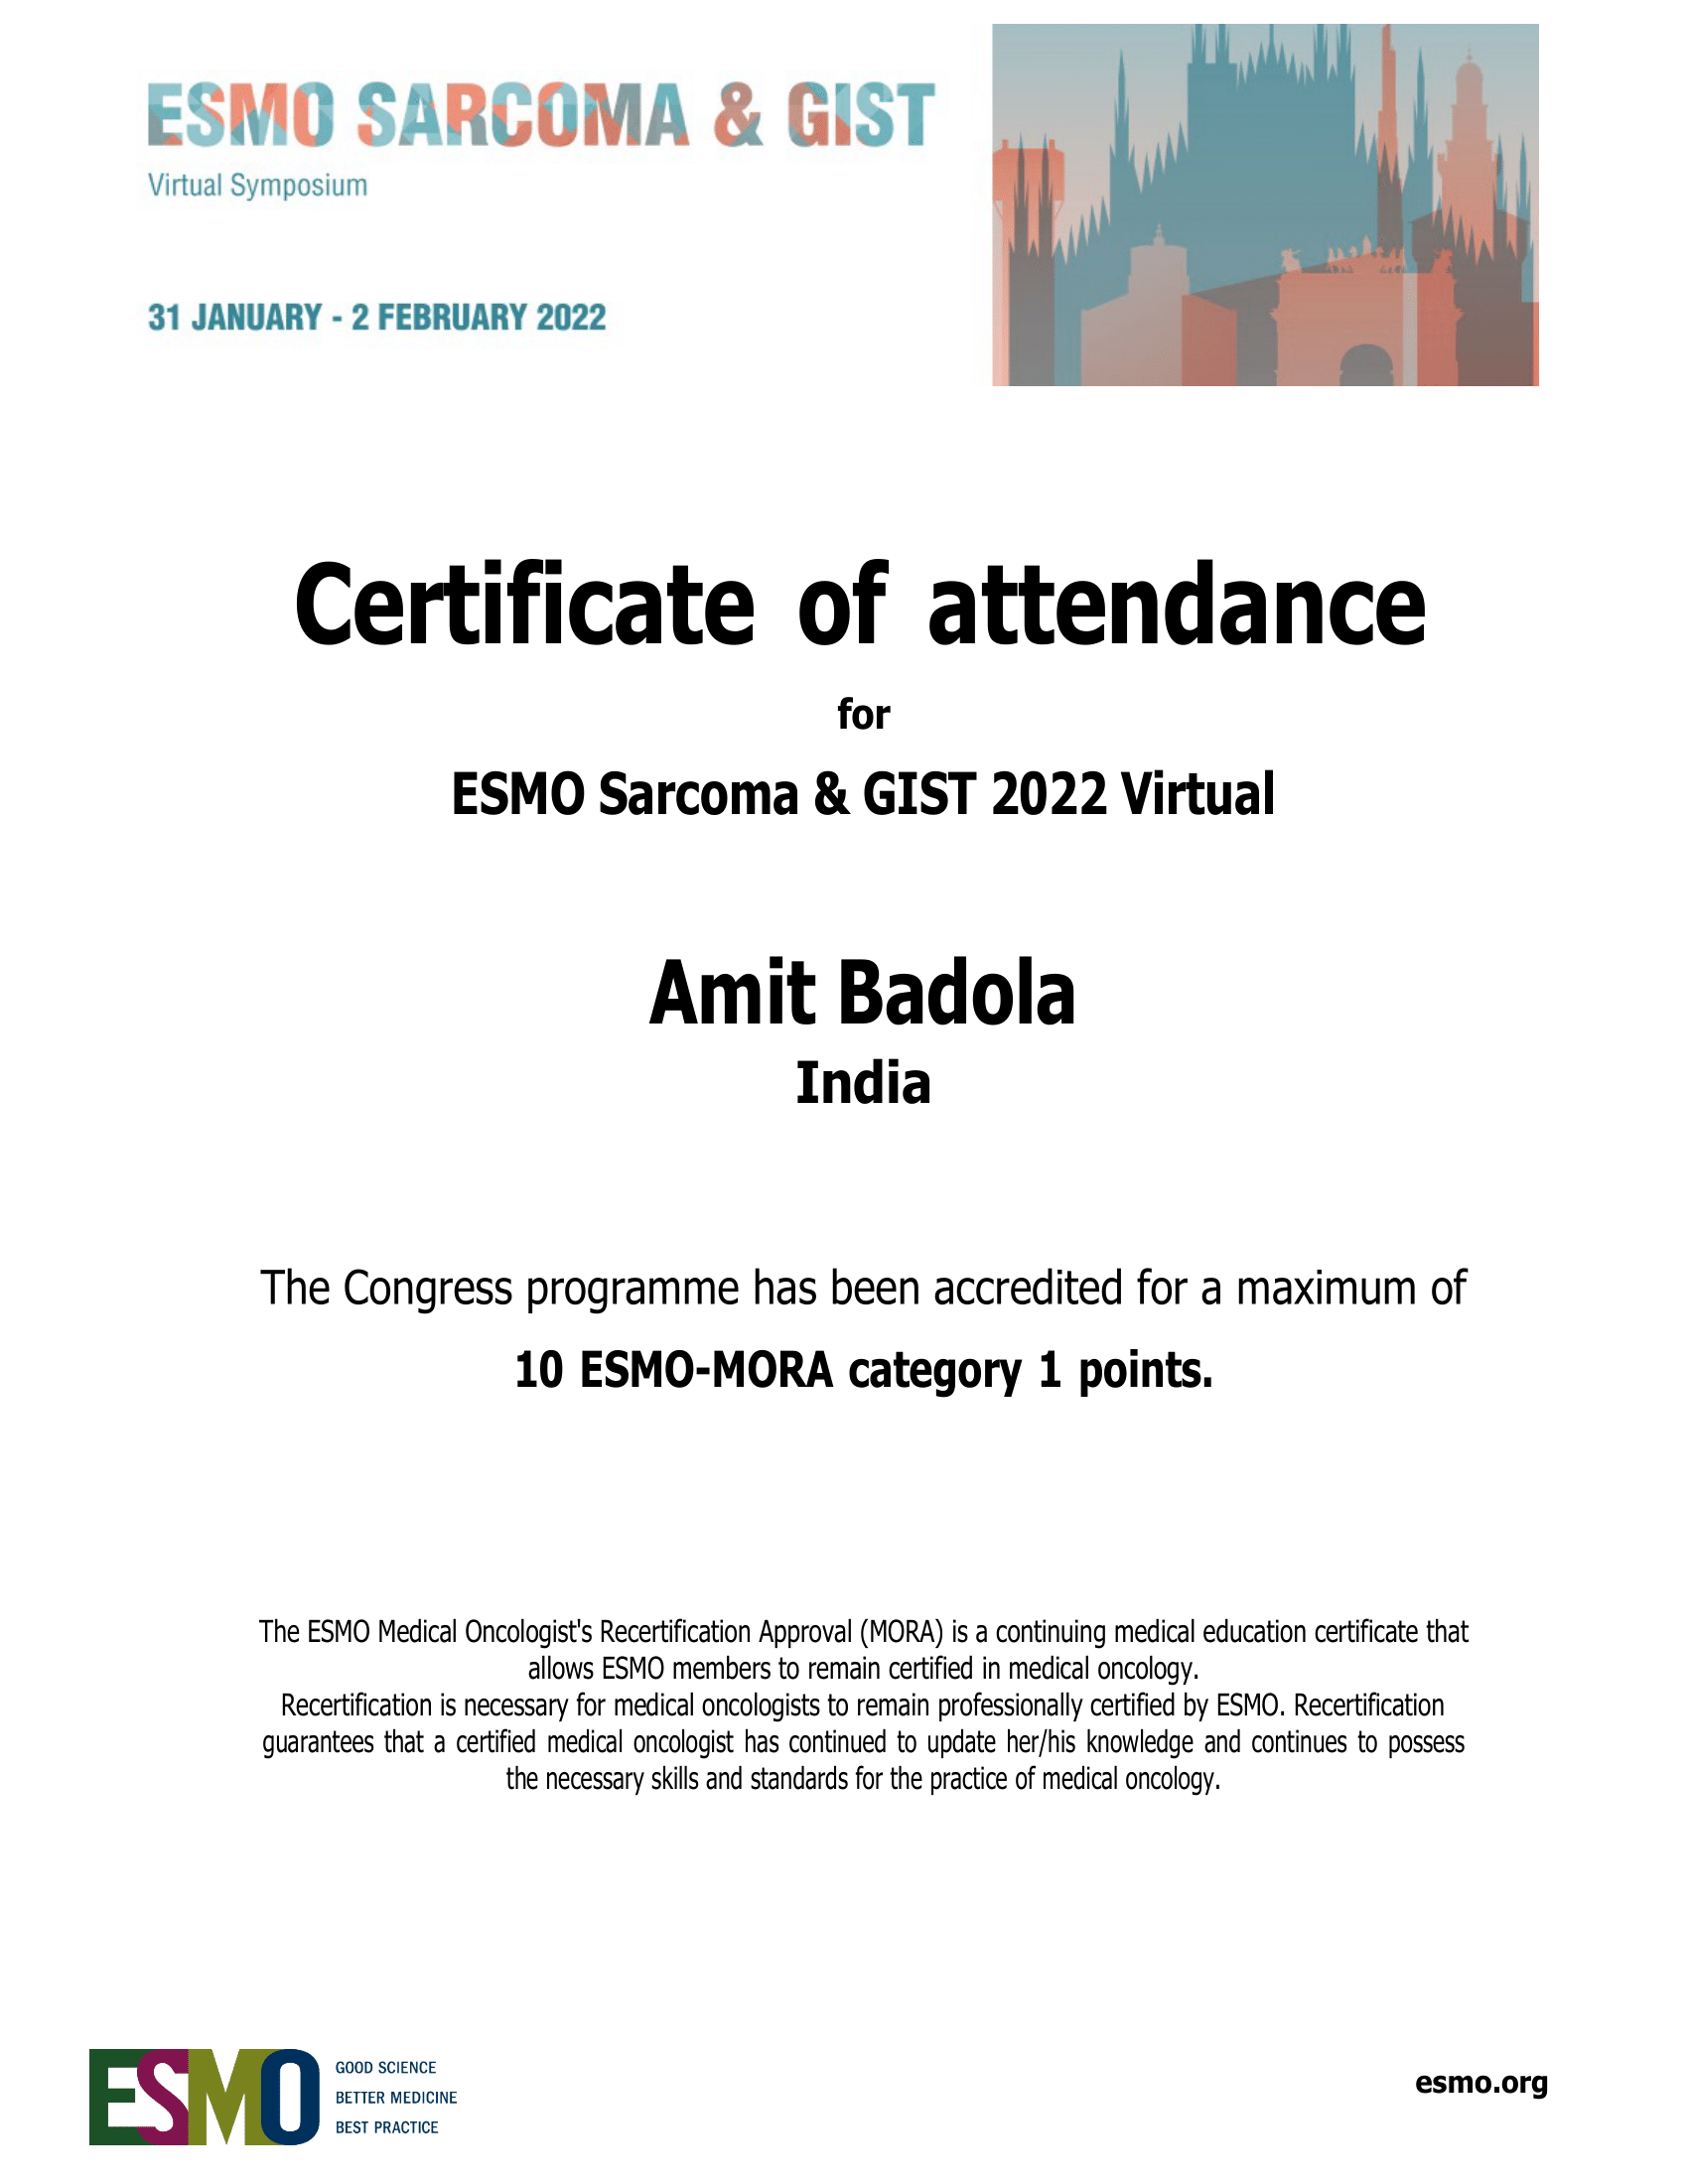 ESMO SARCOMA & GIST
Virtual Symposium
31 JANUARY - 2 FEBRUARY 2022
Certificate of attendance
for
ESMO Sarcoma & GIST 2022 Virtual
Amit Badola
India
The Congress programme has been accredited for a maximum of
10 ESMO-MORA category 1 points.
The ESMO Medical Oncologist's Recertification Approval (MORA) is a continuing medical education certificate that
allows ESMO members to remain certified in medical oncology.
Recertification is necessary for medical oncologists to remain professionally certified by ESMO. Recertification
guarantees that a certified medical oncologist has continued to update her/his knowledge and continues to possess
the necessary skills and standards for the practice of medical oncology.
ESMO
GOOD SCIENCE
BETTER MEDICINE
BEST PRACTICE
esmo.org